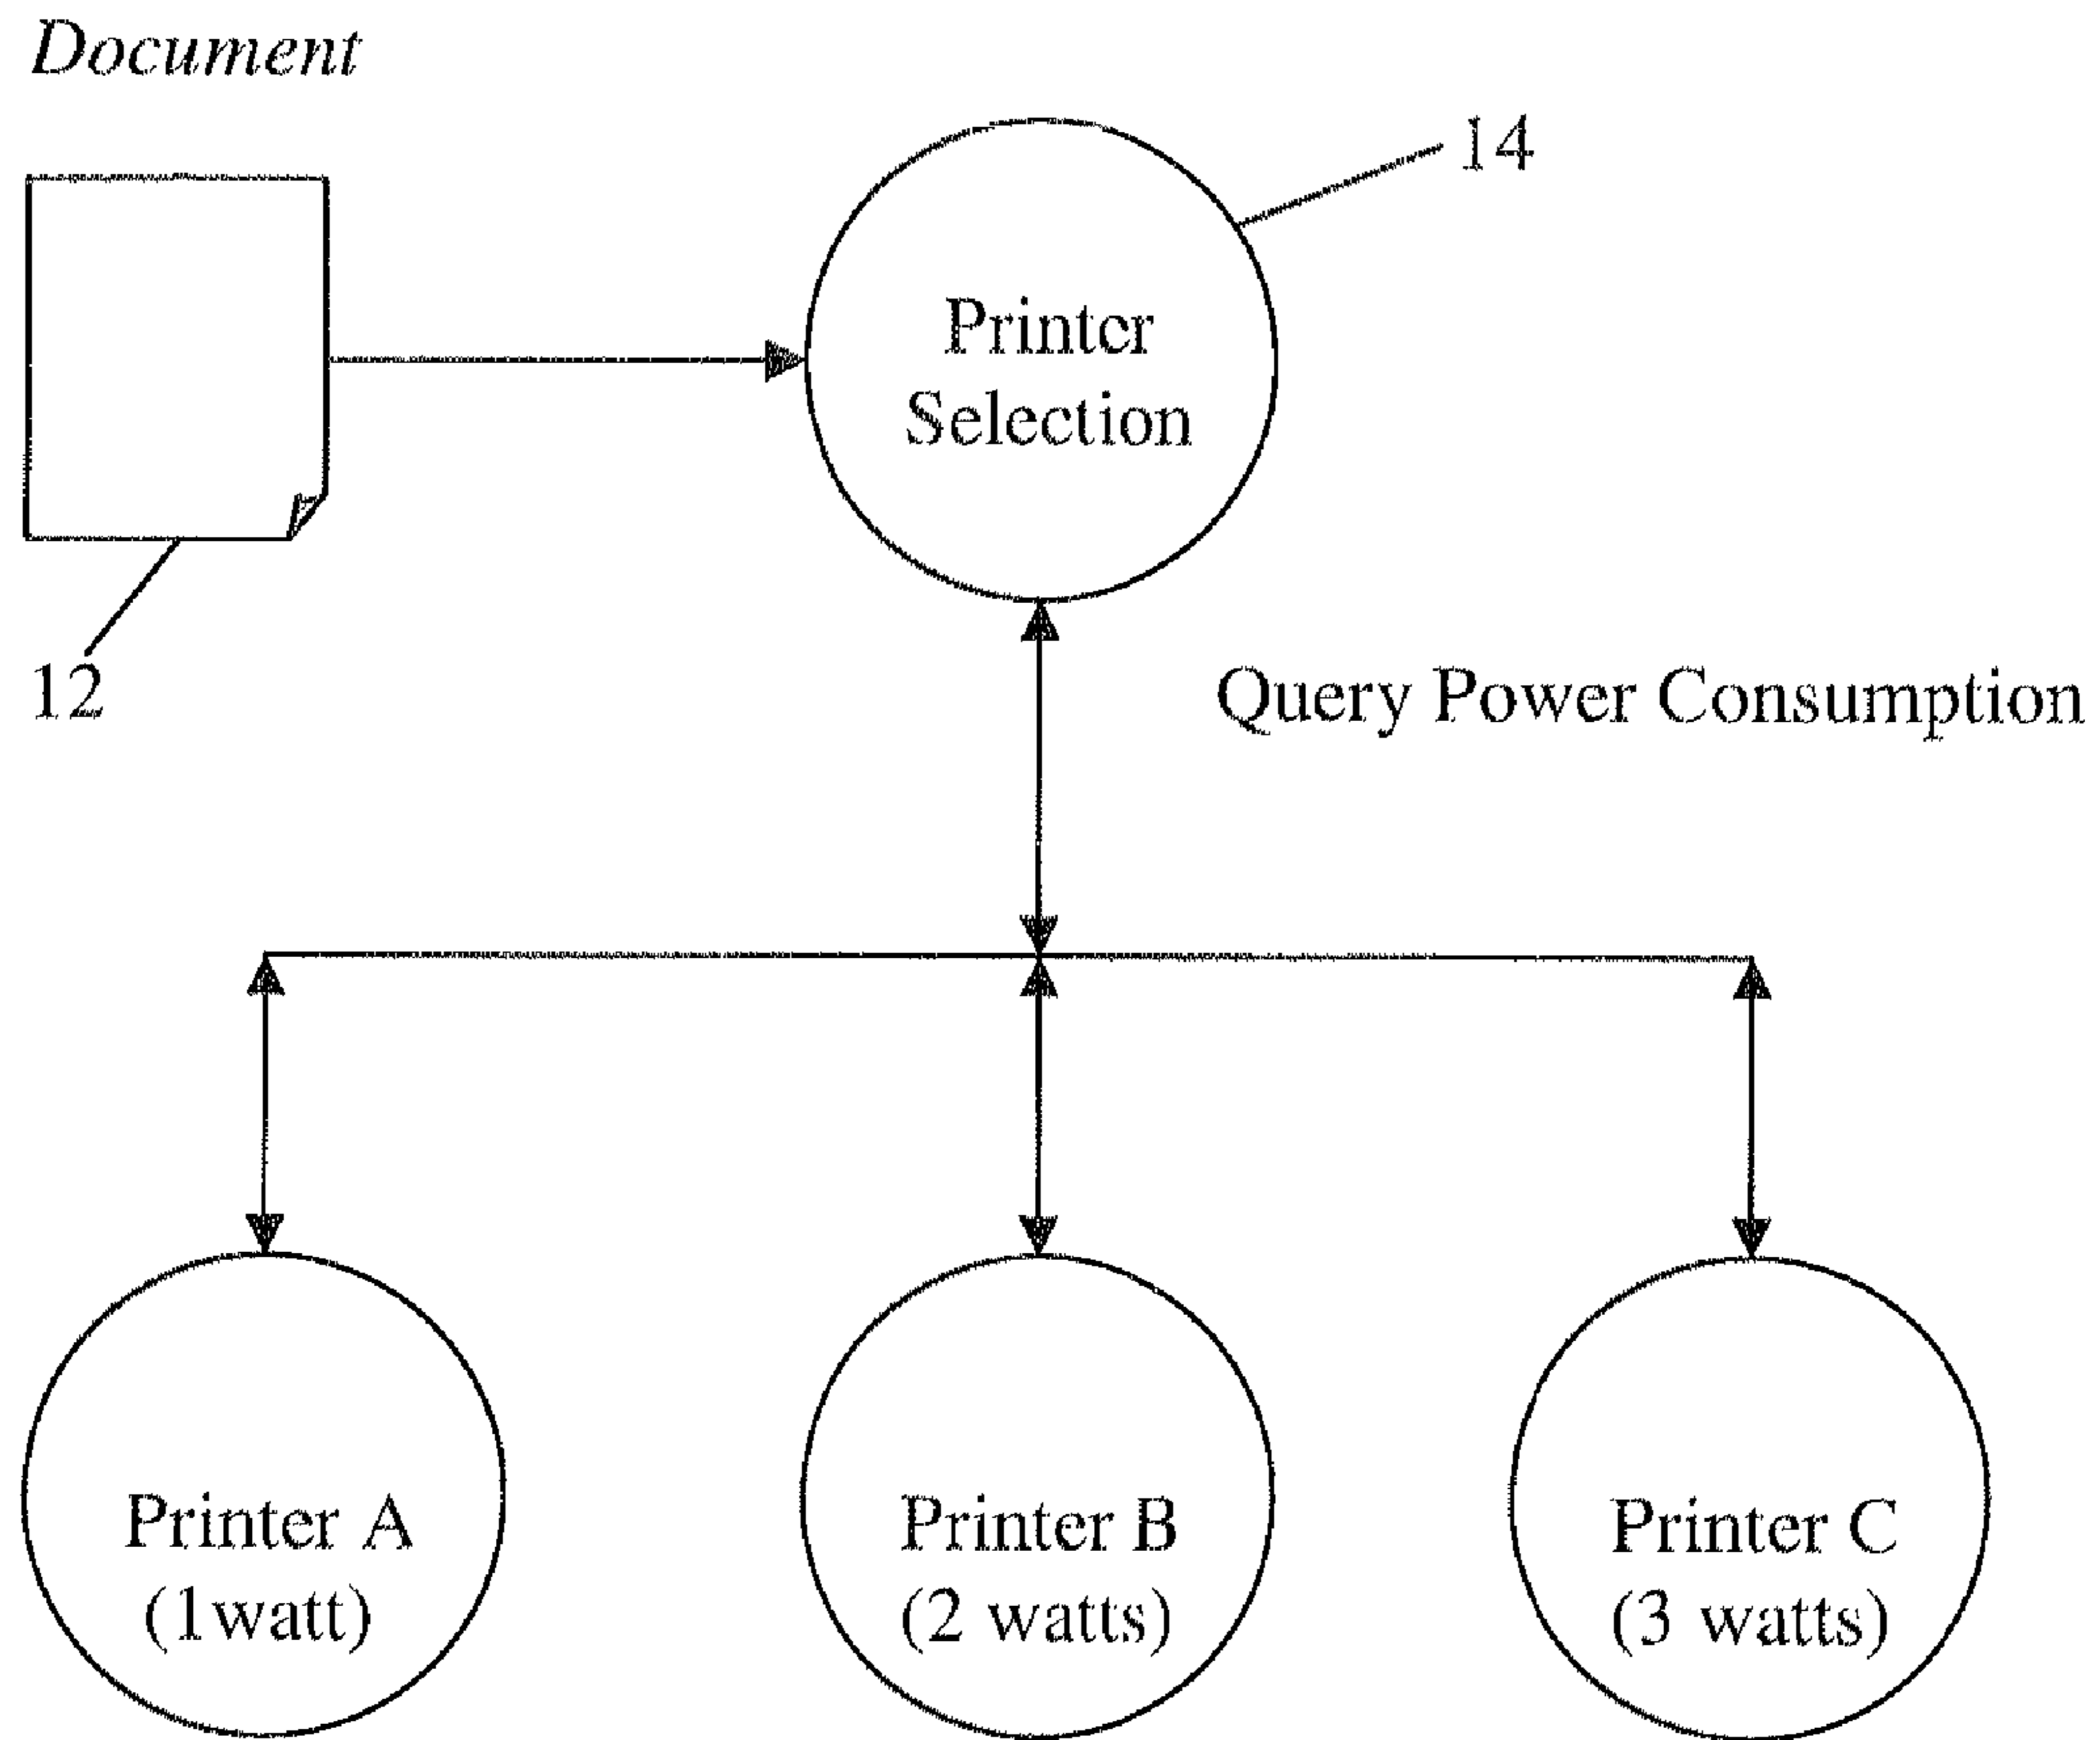 Document
14
Printer
Selection
12
Query Power Consumption
Printer A
(1watt)
Printer B
(2 watts)
Printer C
(3 watts)